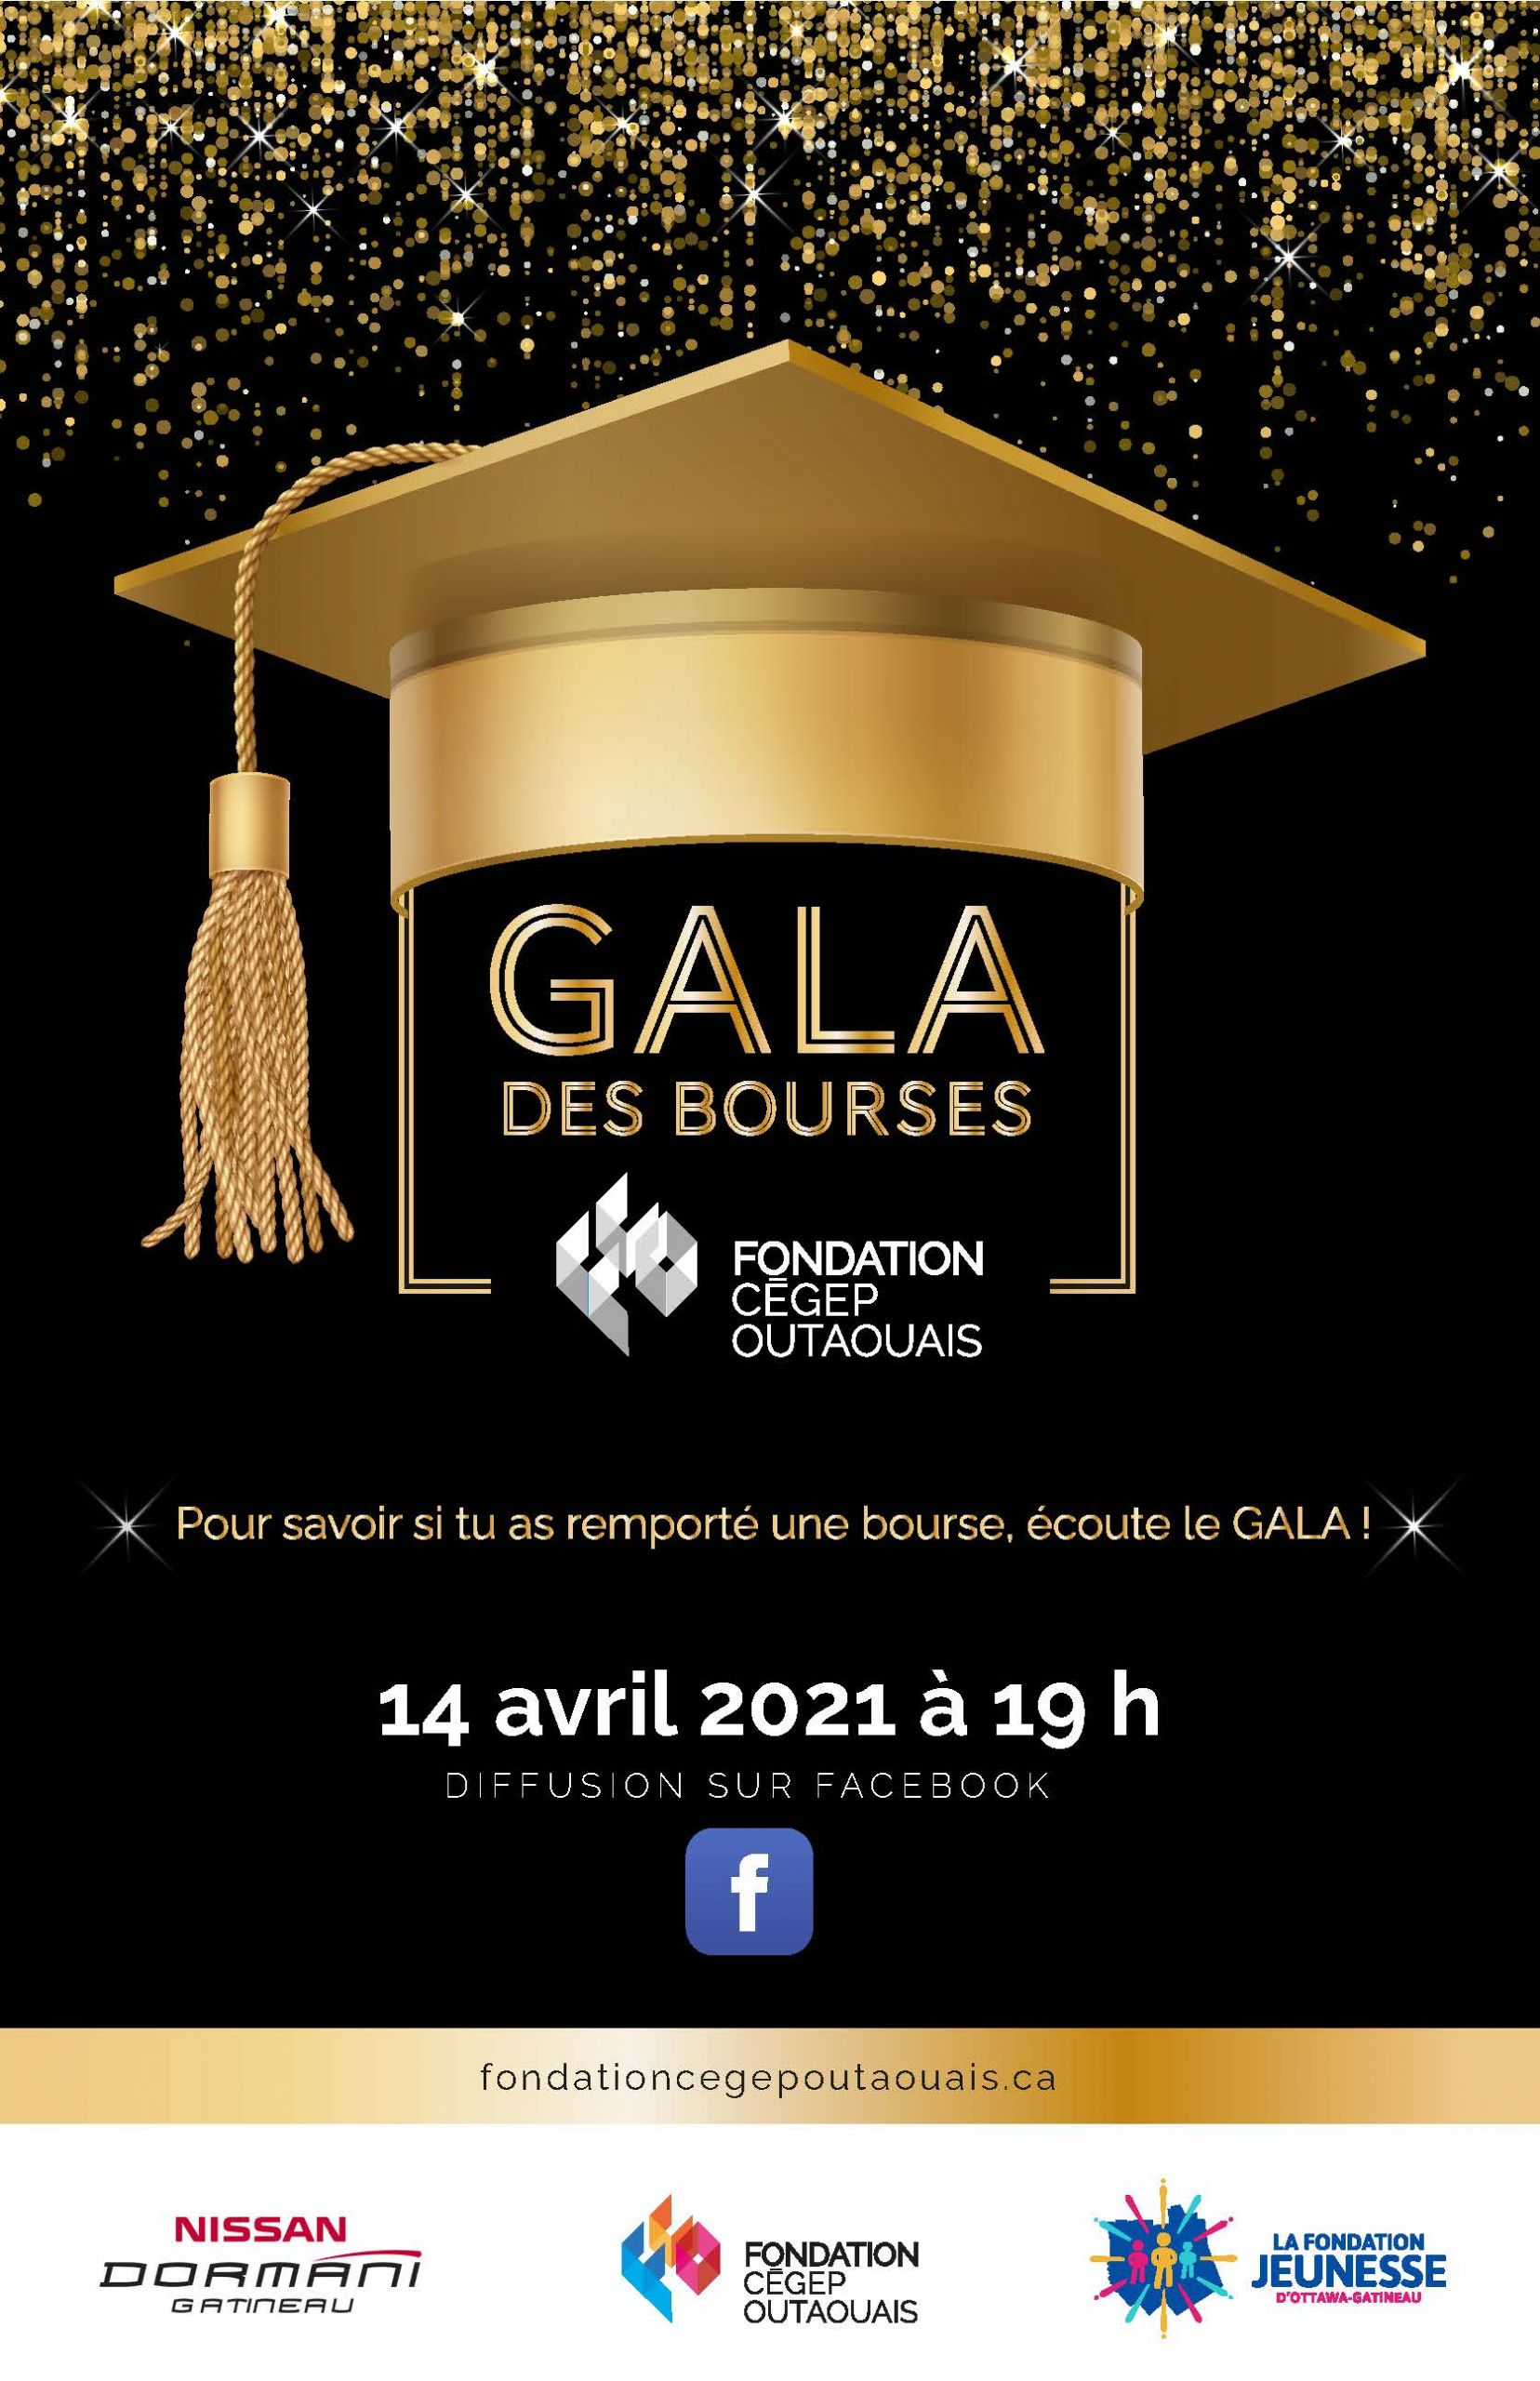 GALA
DES BOURSES
FONDATION
CÉGEP
OUTAOUAIS
Pour savoir si tu as remporté une bourse, écoute le GALA !
14 avril 2021 à 19 h
DIFFUSION SUR FACEBOOK
f
fondationcegepoutaouais.ca
NISSAN
DORMANI
GATINEAU
FONDATION
CÉGEP
OUTAOUAIS
LA FONDATION
JEUNESSE
D'OTTAWA-GATINEAU